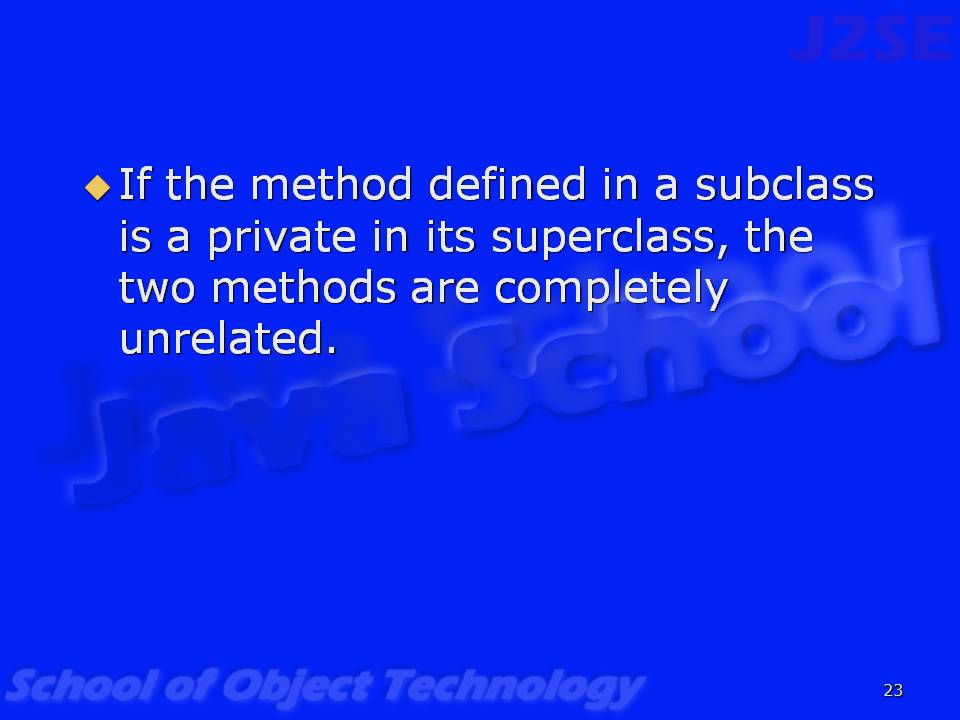 J2SE
If the method defined in a subclass
is a private in its superclass, the
two methods are completely
unrelated.
Java School
School of Object Technology
23